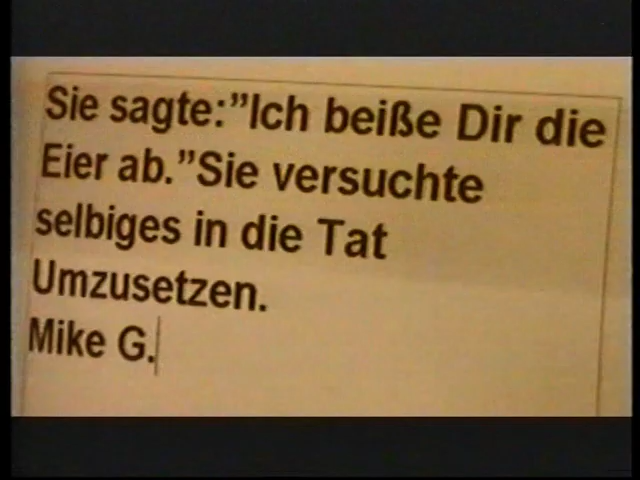 Sie sagte:”Ich beiße Dir die
Eier ab.”Sie versuchte
selbiges in die Tat
Umzusetzen.
Mike G.